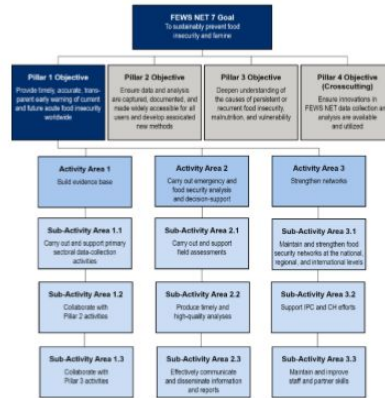 FEWS NET 7 Goal
To sustainably prevent food
insecurity and famine
Pillar 1 Objective
Provide timely, accurate, trans-
parent early warning of current
and future acute food insecurity
worldwide
Pillar 2 Objective
Ensure data and analysis
are captured, documented, and
made widely accessible for all
users and develop associated
new methods
Pillar 3 Objective
Deepen understanding of
the causes of persistent or
recurrent food insecurity,
malnutrition, and vulnerability
Pillar 4 Objective
(Crosscutting)
Ensure innovations in
FEWS NET data collection and
analysis are available
and utilized
Activity Area 1
Build evidence base
Activity Area 2
Carry out emergency and
food security analysis
and decision-support
Activity Area 3
Strengthen networks
Sub-Activity Area 1.1
Carry out and support primary
sectoral data-collection
activities
Sub-Activity Area 2.1
Carry out and support
field assessments
Sub-Activity Area 3.1
Maintain and strengthen food
security networks at the national,
regional, and international levels
Sub-Activity Area 1.2
Collaborate with
Pillar 2 activities
Sub-Activity Area 2.2
Produce timely and
high-quality analyses
Sub-Activity Area 3.2
Support IPC and CH efforts
Sub-Activity Area 1.3
Collaborate with
Pillar 3 activities
Sub-Activity Area 2.3
Effectively communicate
and disseminate information
and reports
Sub-Activity Area 3.3
Maintain and improve
staff and partner skills